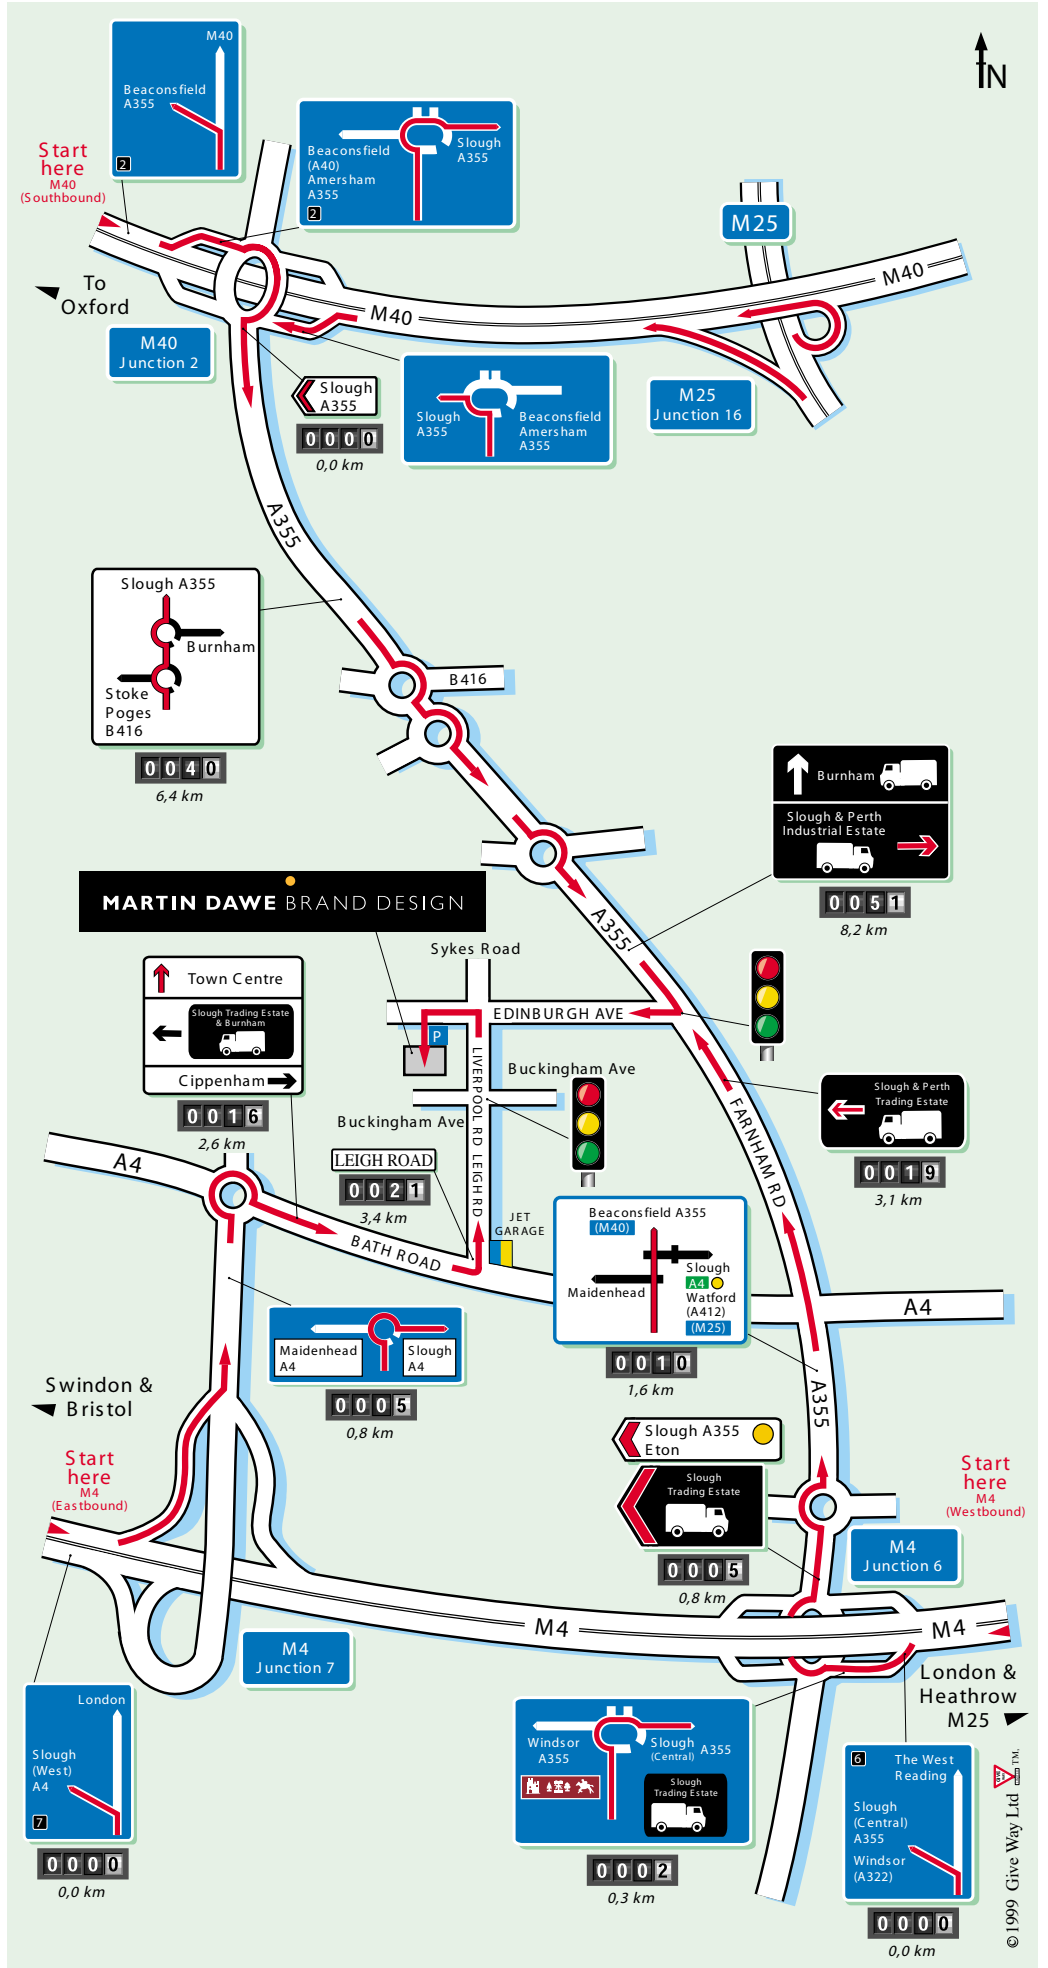 M40
Beaconsfield
A355
2
Start
here
M40
(Southbound)
Beaconsfield
(A40)
Amersham
A355
2
Slough
A355
N
M25
M40
To
Oxford
M40
M40
Junction 2
Slough
A355
0000
0,0 km
Slough
A355
Beaconsfield
Amersham
A355
M25
Junction 16
A355
Slough A355
Burnham
Stoke
Poges
B416
0040
6,4 km
B416
Burnham
Slough & Perth
Industrial Estate
0051
8,2 km
A355
MARTIN DAWE BRAND DESIGN
Sykes Road
EDINBURGH AVE
P
LIVERPOOL RD
LEIGH RD
Buckingham Ave
Buckingham Ave
Town Centre
Slough Trading Estate
& Burnham
Cippenham
0016
2,6 km
LEIGH ROAD
0021
3,4 km
JET
GARAGE
Slough & Perth
Trading Estate
0019
3,1 km
FARNHAM RD
A4
BATH ROAD
Beaconsfield A355
(M40)
Slough
A4
Maidenhead
Watford
(A412)
(M25)
0010
1,6 km
A4
A355
Maidenhead
A4
Slough
A4
0005
0,8 km
Swindon &
Bristol
Start
here
M4
(Eastbound)
Slough A355
Eton
Slough
Trading Estate
0005
0,8 km
Start
here
M4
(Westbound)
M4
Junction 6
M4
M4
M4
Junction 7
London
Slough
(West)
A4
7
0000
0,0 km
Windsor
A355
Slough
(Central)
A355
Slough
Trading Estate
0002
0,3 km
London &
Heathrow
M25
6
The West
Reading
Slough
(Central)
A355
Windsor
(A322)
0000
0,0 km
©1999 Give Way Ltd
TM.